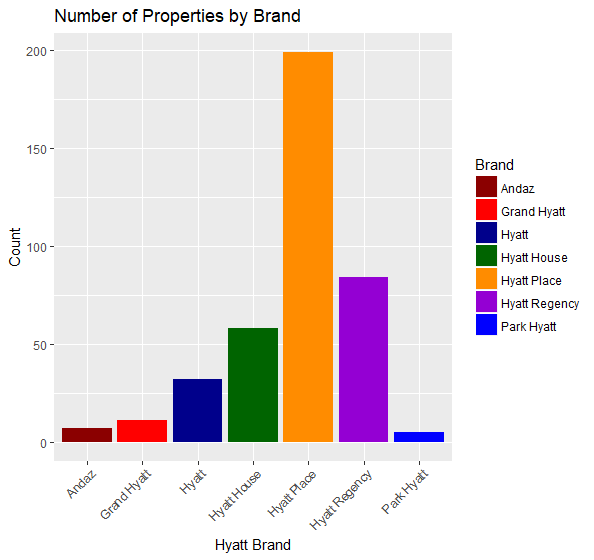 Number of Properties by Brand
Count
200
150
100
50
0
Andaz
Grand Hyatt
Hyatt
Hyatt House
Hyatt Place
Hyatt Regency
Park Hyatt
Hyatt Brand
Brand
Andaz
Grand Hyatt
Hyatt
Hyatt House
Hyatt Place
Hyatt Regency
Park Hyatt